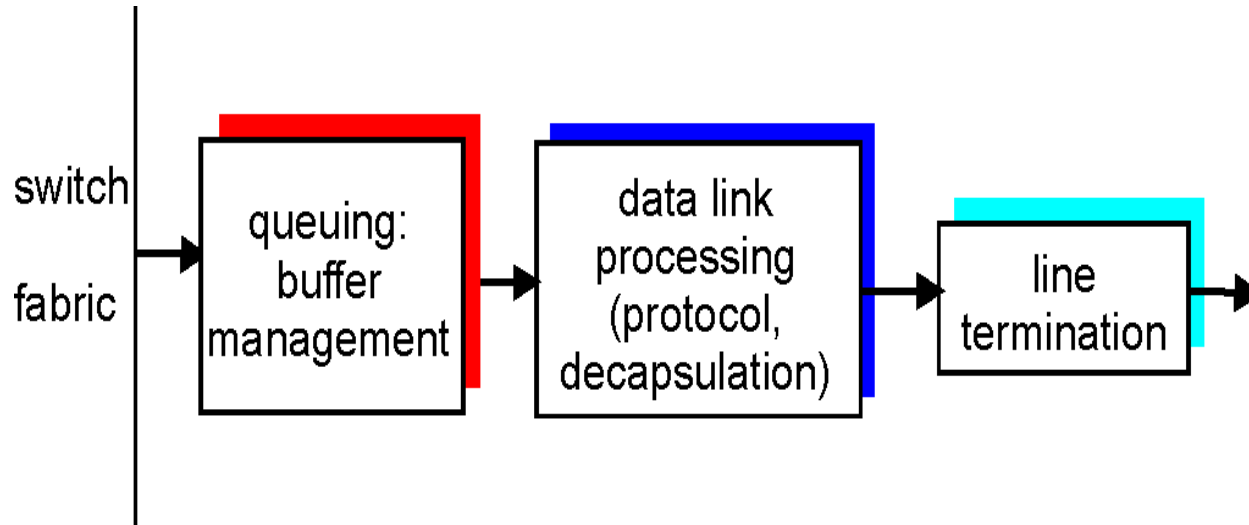 switch
fabric
queuing:
buffer
management
data link
processing
(protocol,
decapsulation)
line
termination